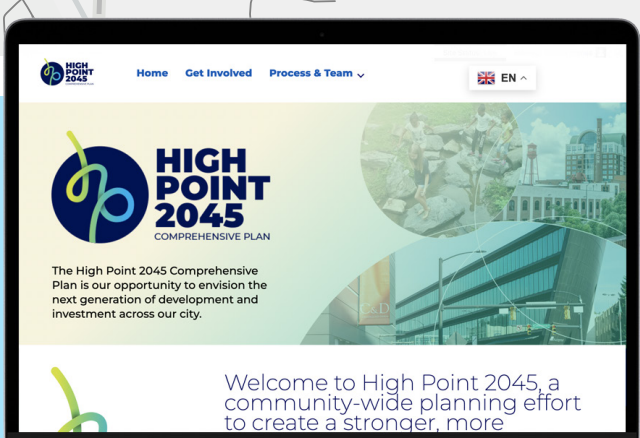 HIGH
POINT
2045
Home Get Involved Process & Team
EN
HIGH
POINT
2045
COMPREHENSIVE PLAN
The High Point 2045 Comprehensive
Plan is our opportunity to envision the
next generation of development and
investment across our city.
C&D
Welcome to High Point 2045, a
community-wide planning effort
to create a stronger, more